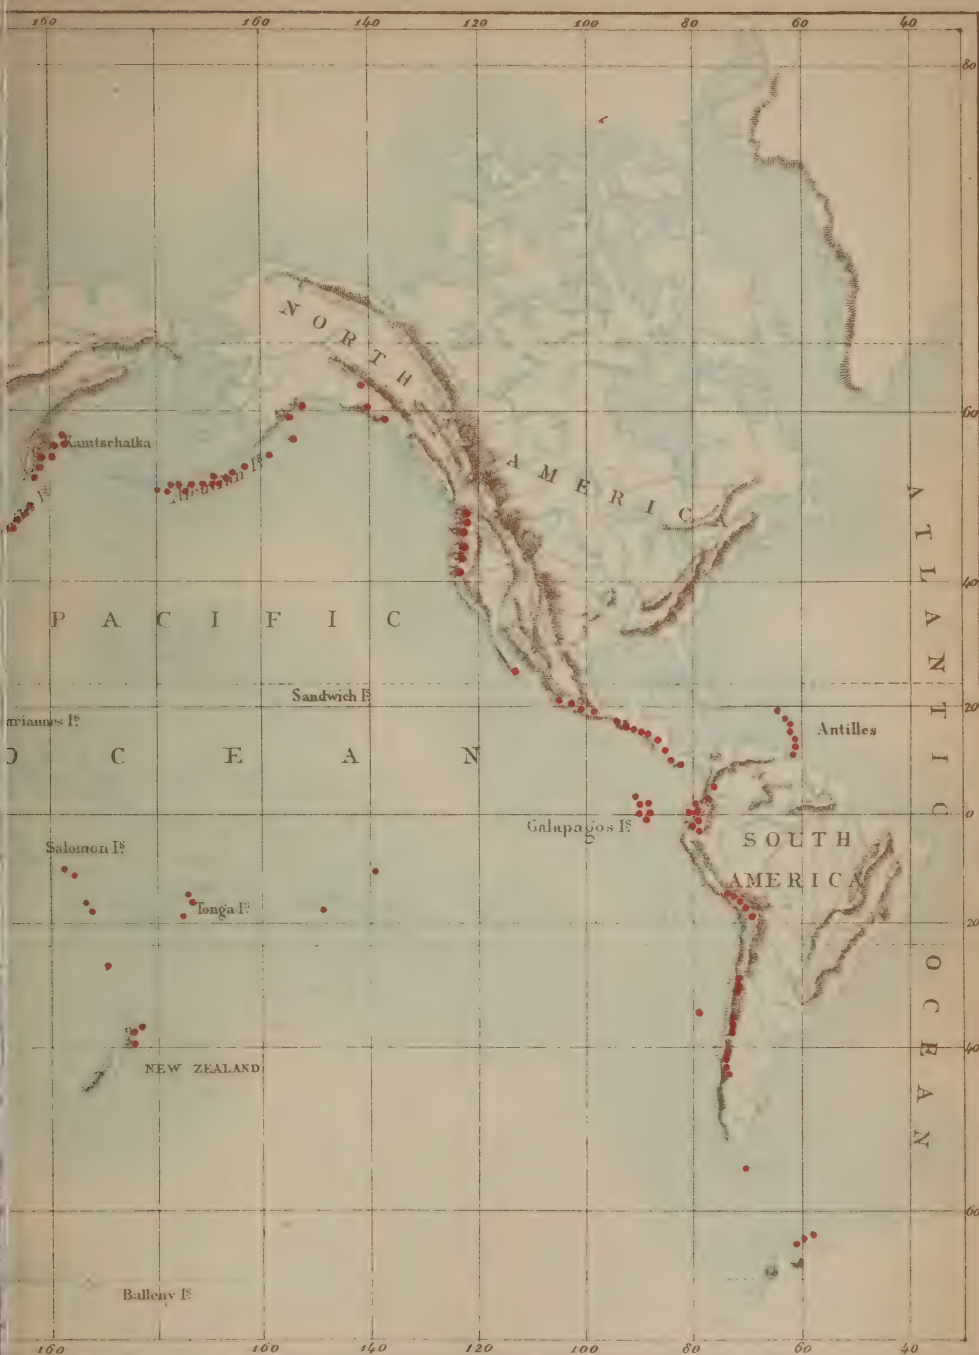 160 160 140 120 100 80 60 40
80
NORTH
60
Kamtschatka
AMERICA
Aleutian Iˢ
ATLANTIC OCEAN
40
PACIFIC
Sandwich Iˢ
20
ariannes Iˢ
Antilles
OCEAN
0
Galapagos Iˢ
SOUTH
AMERICA
Salomon Iˢ
Tonga Iˢ
20
40
NEW ZEALAND
60
Balleny Iˢ
160 160 140 120 100 80 60 40